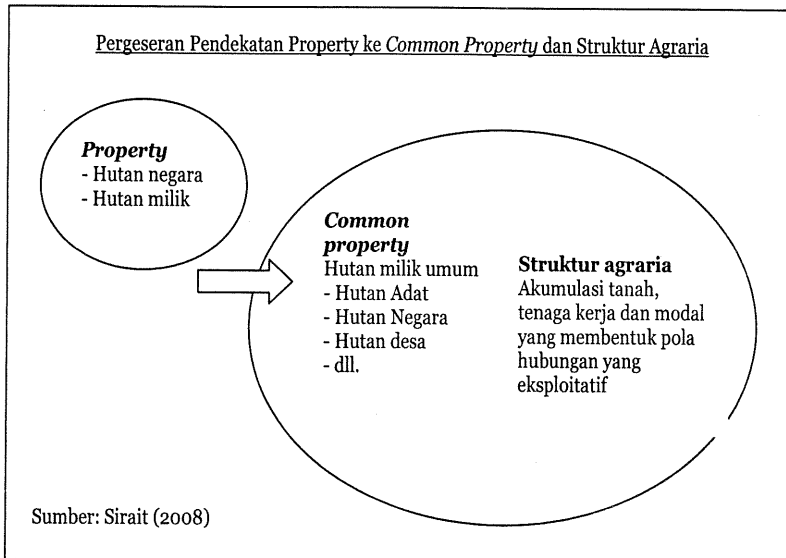 Pergeseran Pendekatan Property ke Common Property dan Struktur Agraria
Property
- Hutan negara
- Hutan milik
Common
property
Hutan milik umum
- Hutan Adat
- Hutan Negara
- Hutan desa
- dll.
Struktur agraria
Akumulasi tanah,
tenaga kerja dan modal
yang membentuk pola
hubungan yang
eksploitatif
Sumber: Sirait (2008)